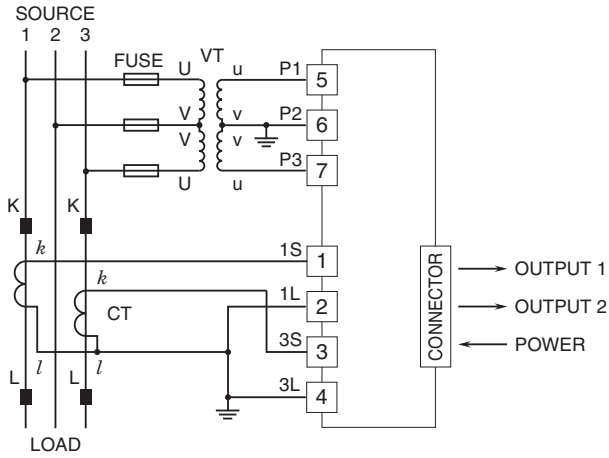 SOURCE
1 2 3
FUSE
VT
U u P1 5
V v P2 6
V v
U u P3 7
K K
k 1S 1
k
CONNECTOR
OUTPUT 1
1L 2
OUTPUT 2
CT
3S 3
POWER
l l
L L
3L 4
LOAD